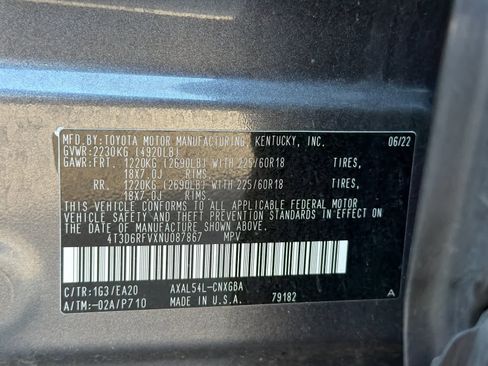 MFD.BY:TOYOTA MOTOR MANUFACTURING, KENTUCKY, INC. 06/22
GVWR:2230KG (4920LB)
GAWR:FRT. 1220KG (2690LB) WITH 225/60R18 TIRES,
18X7.0J RIMS.
RR. 1220KG (2690LB) WITH 225/60R18 TIRES,
18X7.0J RIMS.
THIS VEHICLE CONFORMS TO ALL APPLICABLE FEDERAL MOTOR
VEHICLE SAFETY AND THEFT PREVENTION STANDARDS IN EFFECT ON
THE DATE OF MANUFACTURE SHOWN ABOVE.
4T3D6RFVXNU087867 MPV
C/TR:1G3/EA20 AXAL54L-CNXGBA
A/TM:-02A/P710 MADE IN U.S.A. 79182 A